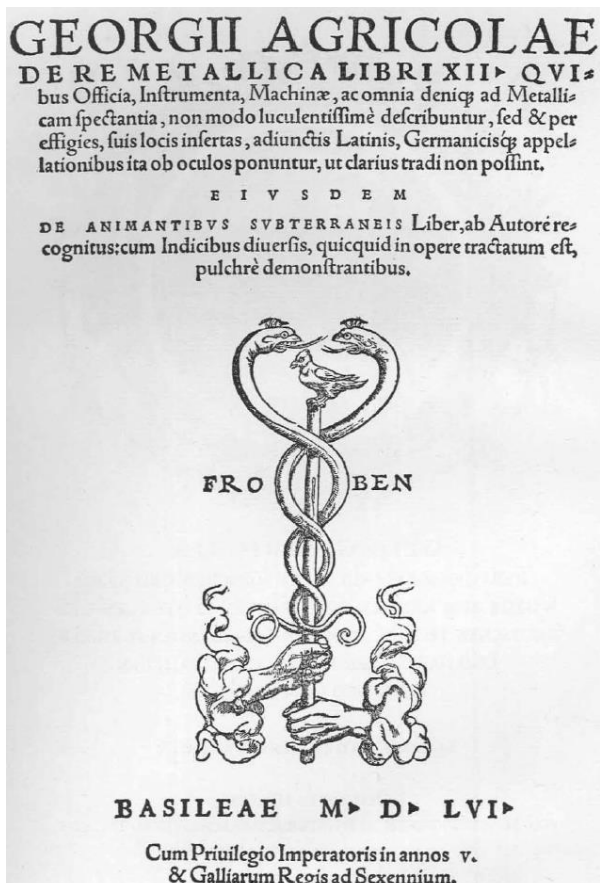 GEORGII AGRICOLAE
DE RE METALLICA LIBRI XII▸ QVI⸗
bus Officia, Inſtrumenta, Machinæ, ac omnia deniqꝫ ad Metalli⸗
cam ſpectantia, non modo luculentiſſimè deſcribuntur, ſed & per
effigies, ſuis locis inſertas, adiunctis Latinis, Germanicisq́ꝫ appel⸗
lationibus ita ob oculos ponuntur, ut clarius tradi non poſſint.
EIVSDEM
DE ANIMANTIBVS SVBTERRANEIS Liber, ab Autore re⸗
cognitus: cum Indicibus diuerſis, quicquid in opere tractatum eſt,
pulchrè demonſtrantibus.
FRO BEN
BASILEAE M▸ D▸ LVI▸
Cum Priuilegio Imperatoris in annos v.
& Galliarum Regis ad Sexennium.